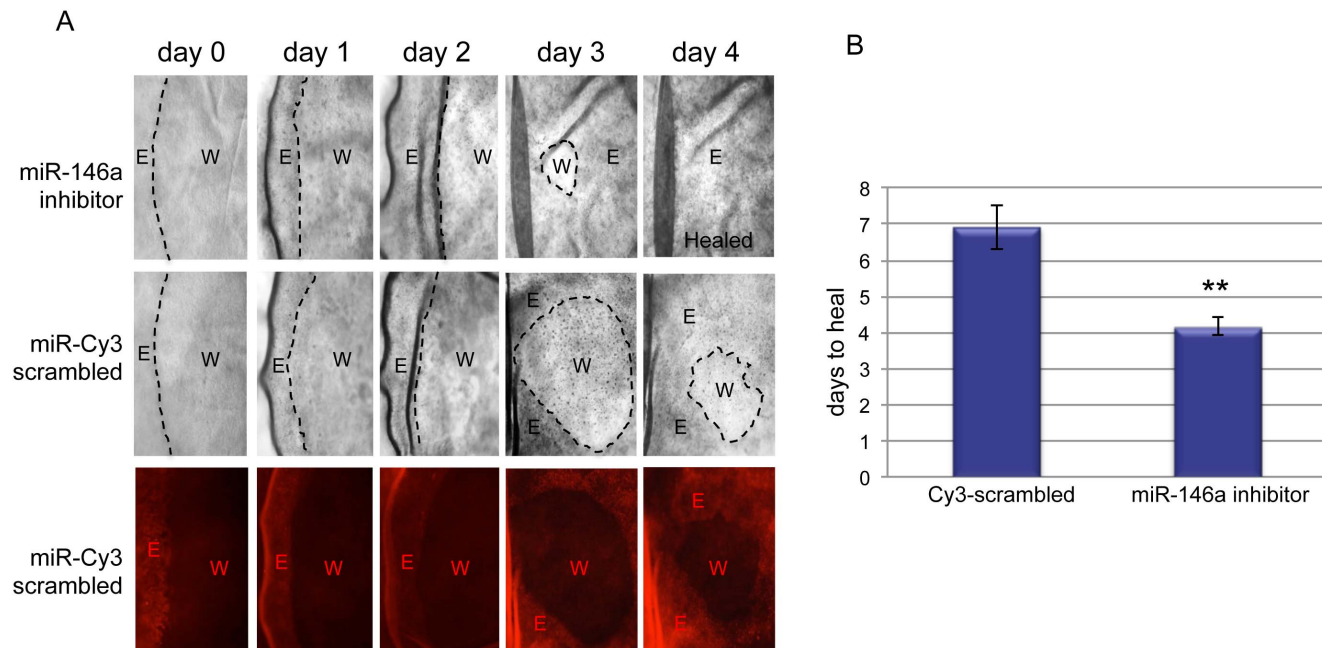 A
day 0 day 1 day 2 day 3 day 4
miR-146a
inhibitor
E W E W E W W E E
Healed
miR-Cy3
scrambled
E W E W E W E W E E W E
miR-Cy3
scrambled
E W E W E W W E E W E
B
days to heal
8
7
6
5
4
3
2
1
0
**
Cy3-scrambled miR-146a inhibitor